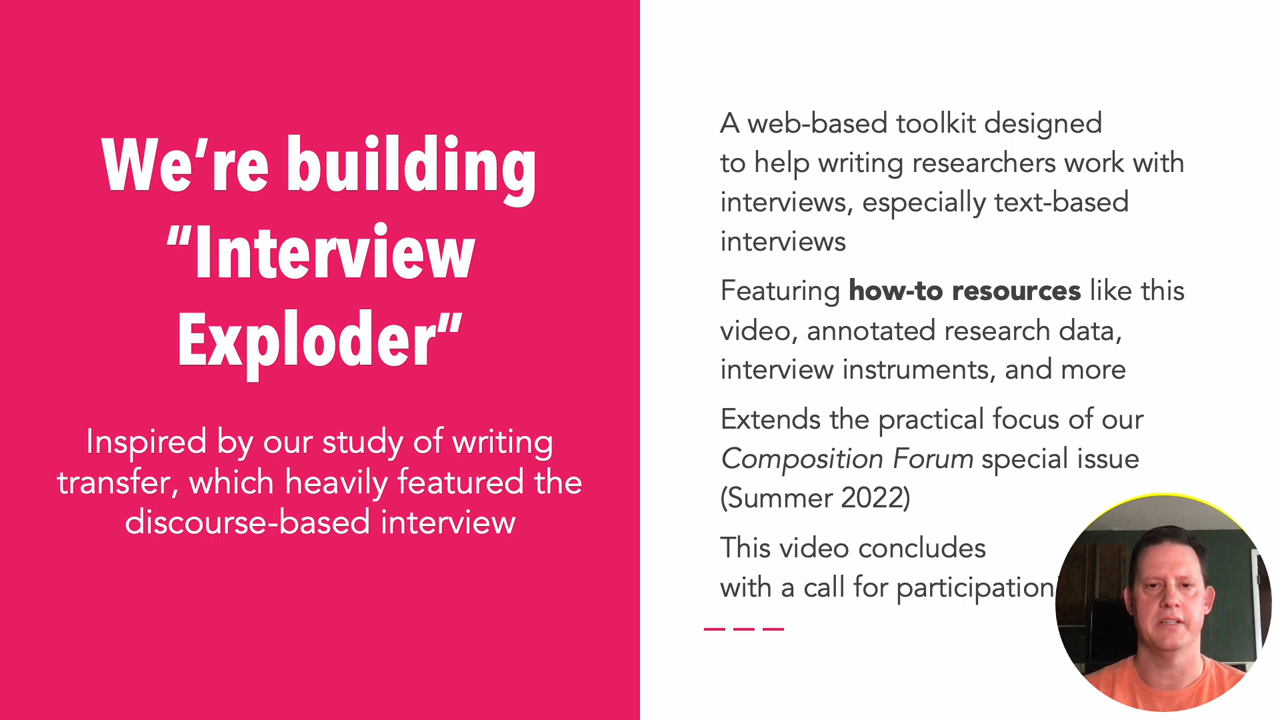 We’re building
“Interview
Exploder”
Inspired by our study of writing
transfer, which heavily featured the
discourse-based interview
A web-based toolkit designed
to help writing researchers work with
interviews, especially text-based
interviews
Featuring how-to resources like this
video, annotated research data,
interview instruments, and more
Extends the practical focus of our
Composition Forum special issue
(Summer 2022)
This video concludes
with a call for participation